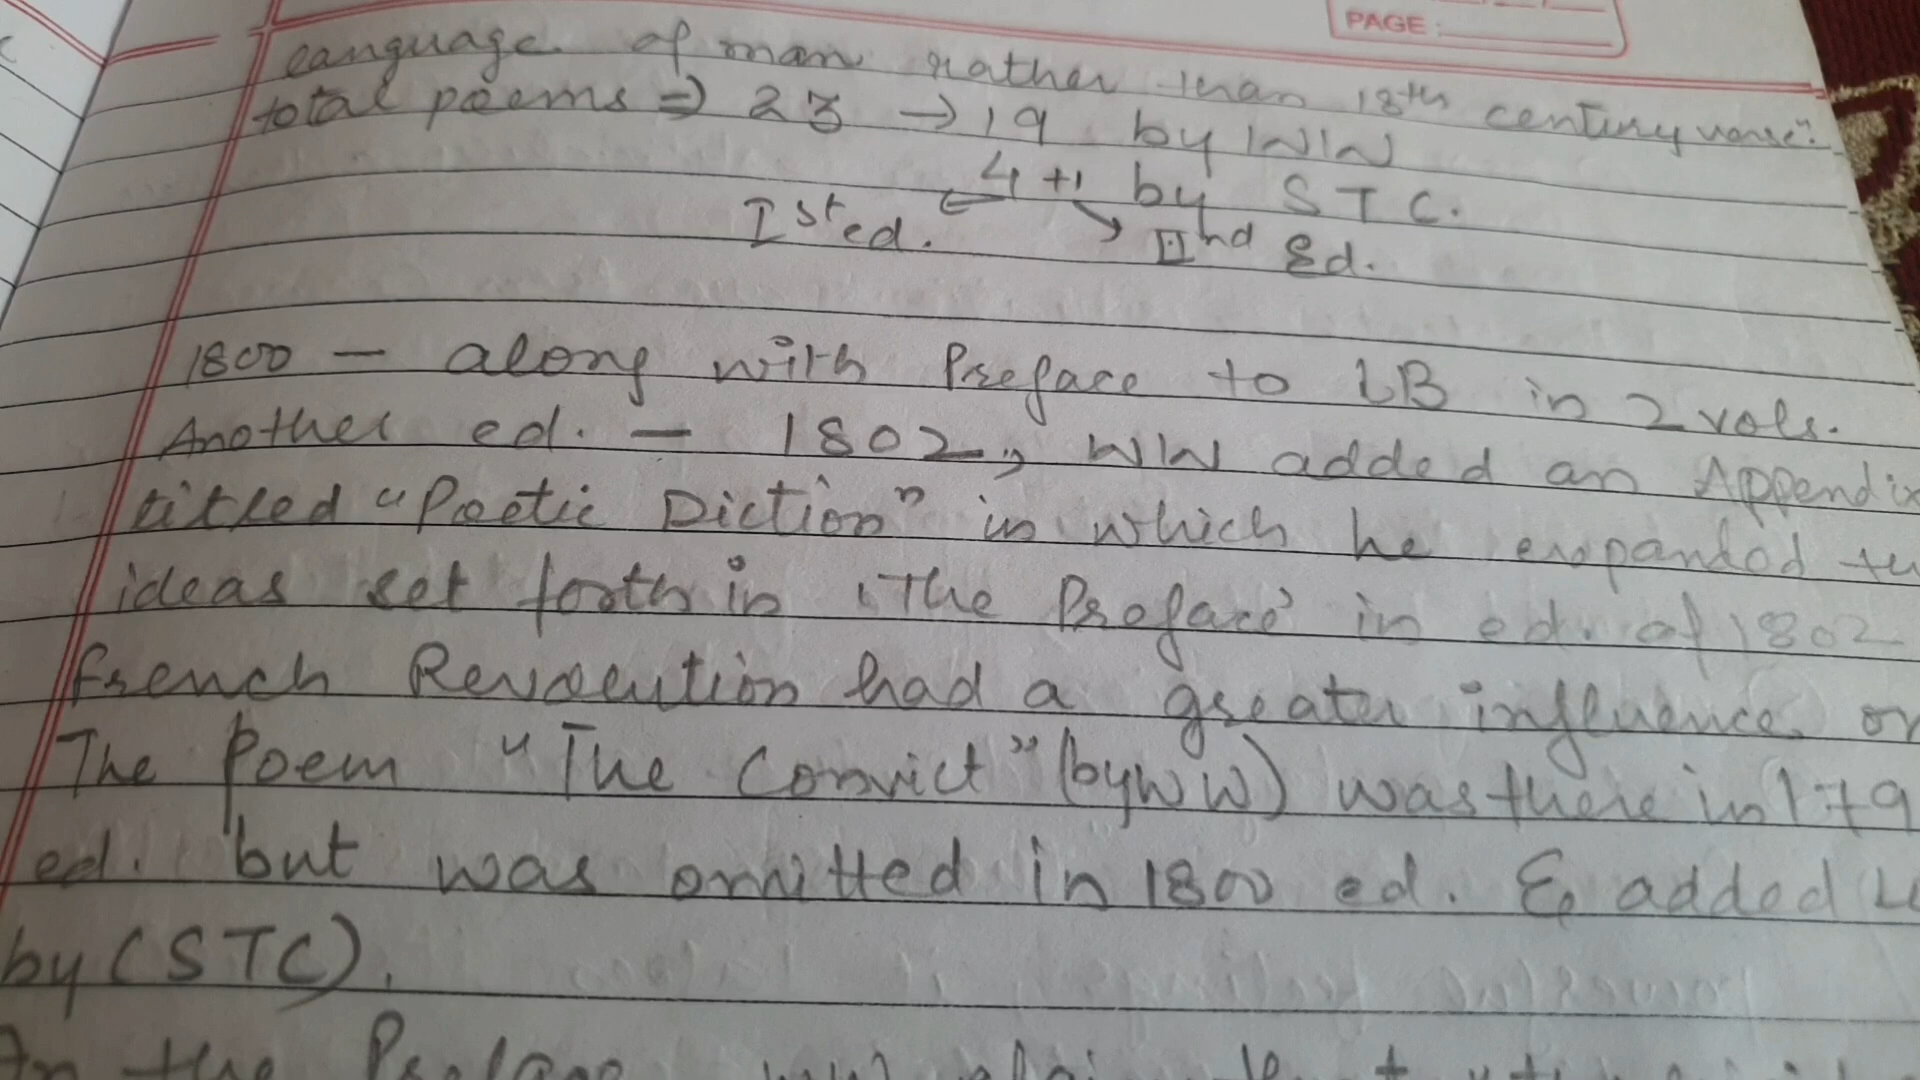 PAGE:
language of man rather than 18th century verse".
total poems => 23 → 19 by WW
4 +1 by STC.
Ist ed. IInd Ed.
1800 — along with Preface to LB in 2 vols.
Another ed. — 1802, WW added an Appendix
titled "Poetic Diction" in which he expanded
ideas set forth in 'The Preface' in ed. of 1802
French Revolution had a greater influence on
The Poem "The Convict" (by WW) was there in 179
ed. but was omitted in 1800 ed. & added
by (STC).
In the Preface